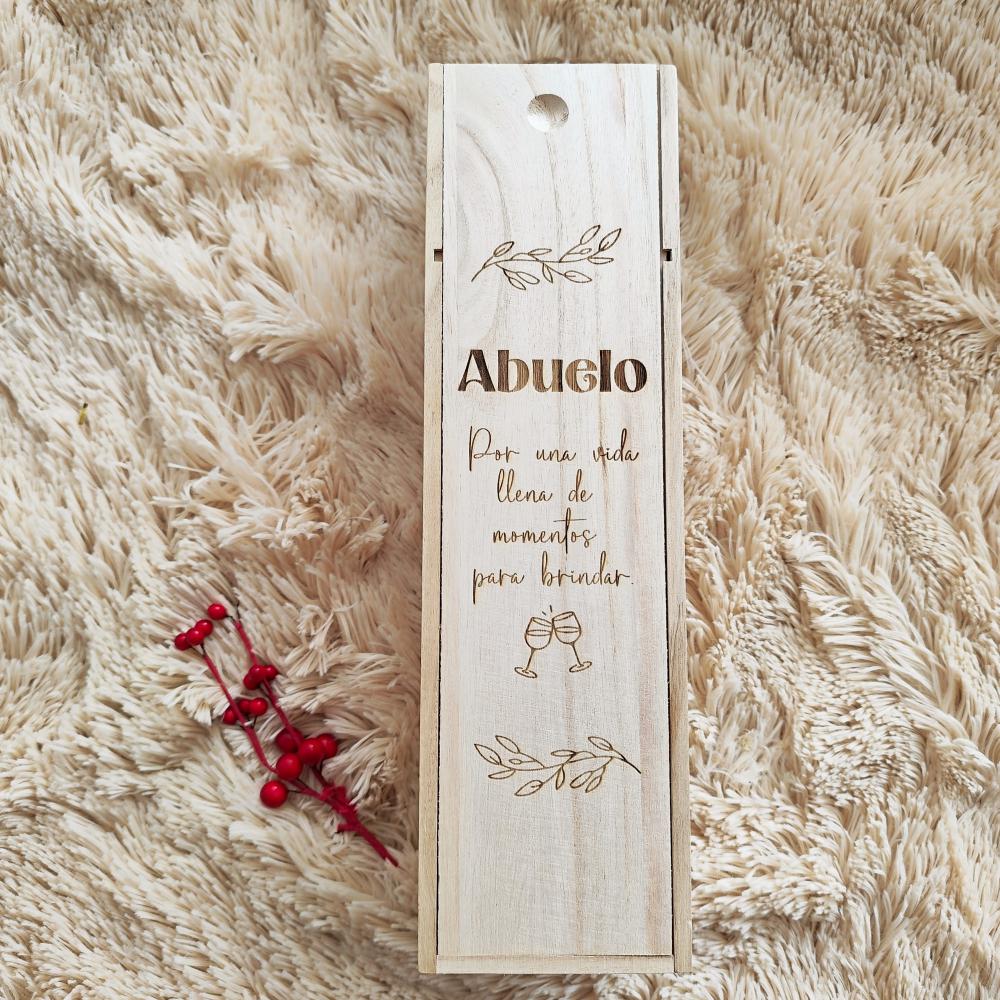 Abuelo
Por una vida
llena de
momentos
para brindar.